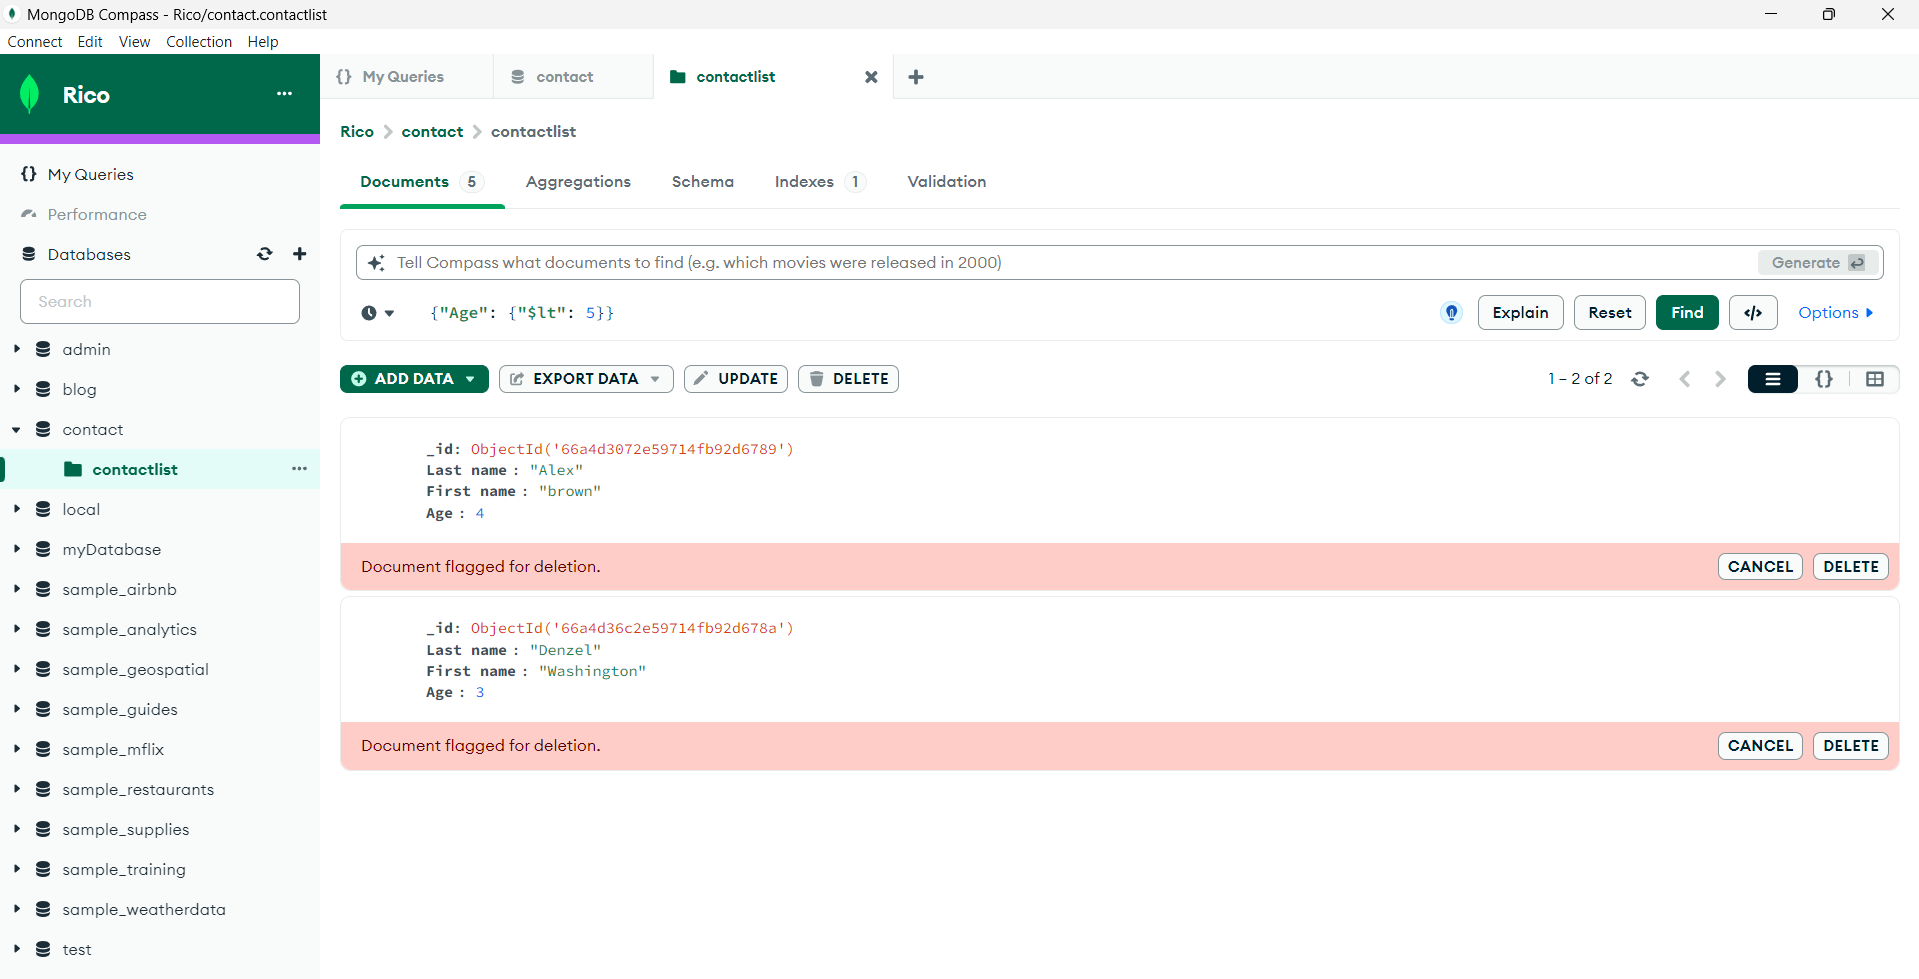 MongoDB Compass - Rico/contact.contactlist
Connect Edit View Collection Help
Rico
My Queries
Performance
Databases
Search
admin
blog
contact
contactlist
local
myDatabase
sample_airbnb
sample_analytics
sample_geospatial
sample_guides
sample_mflix
sample_restaurants
sample_supplies
sample_training
sample_weatherdata
test
{} My Queries contact contactlist
Rico > contact > contactlist
Documents 5 Aggregations Schema Indexes 1 Validation
Tell Compass what documents to find (e.g. which movies were released in 2000) Generate
{"Age": {"$lt": 5}} Explain Reset Find </> Options
ADD DATA EXPORT DATA UPDATE DELETE 1 – 2 of 2 {}
_id: ObjectId('66a4d3072e59714fb92d6789')
Last name : "Alex"
First name : "brown"
Age : 4
Document flagged for deletion. CANCEL DELETE
_id: ObjectId('66a4d36c2e59714fb92d678a')
Last name : "Denzel"
First name : "Washington"
Age : 3
Document flagged for deletion. CANCEL DELETE